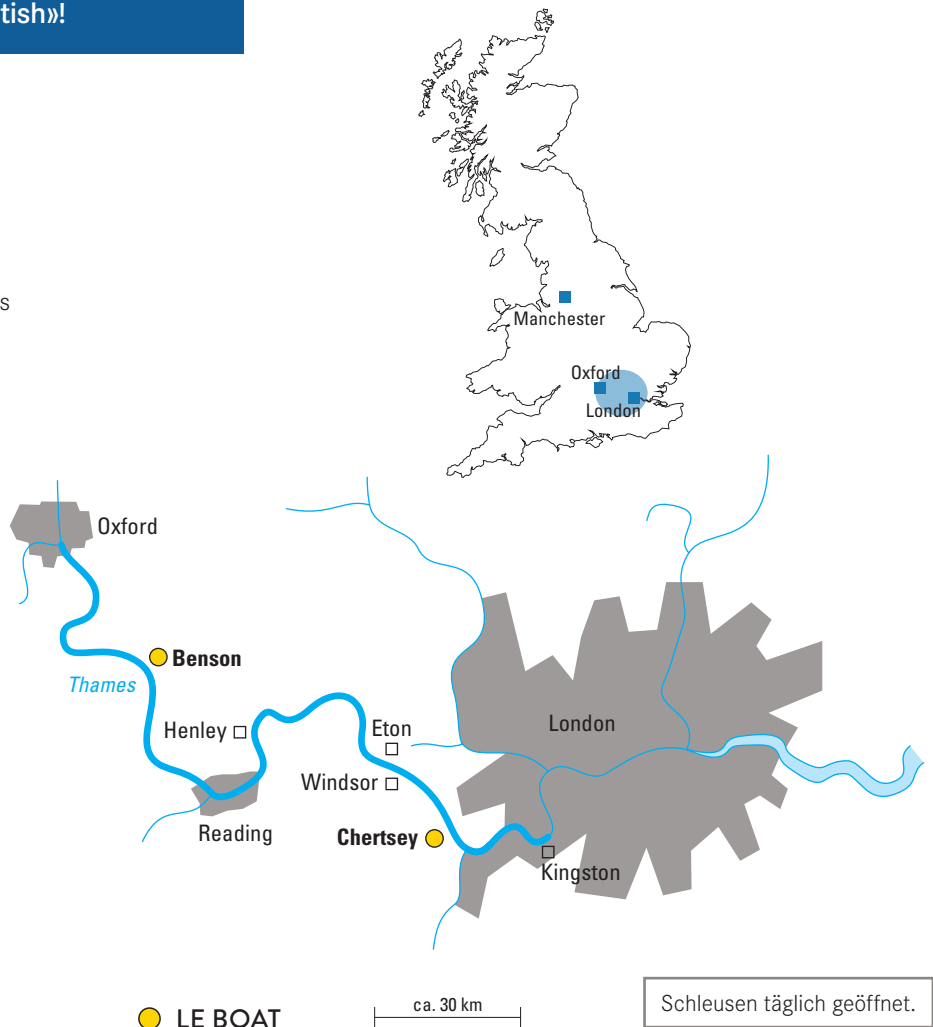 tish»!
s
Manchester
Oxford
London
Oxford
Benson
Thames
Henley
Eton
London
Windsor
Reading
Chertsey
Kingston
LE BOAT
ca. 30 km
Schleusen täglich geöffnet.